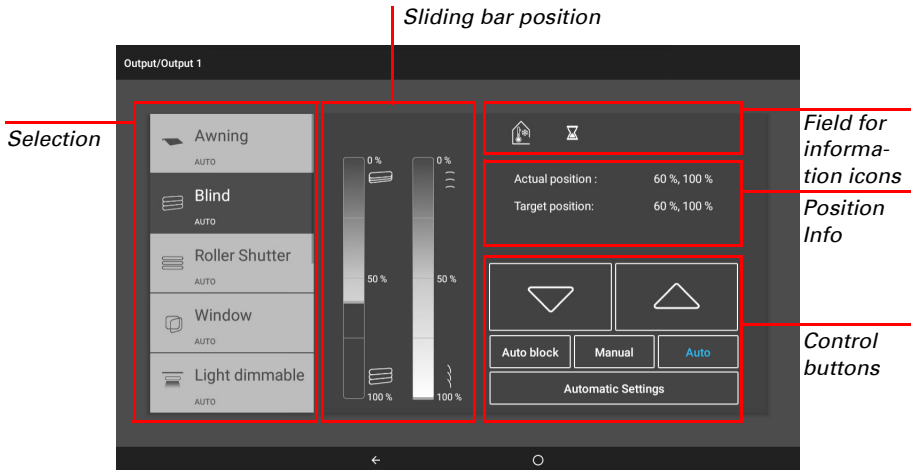 Sliding bar position
Output/Output 1
Selection
Awning
AUTO
Blind
AUTO
Roller Shutter
AUTO
Window
AUTO
Light dimmable
AUTO
0 %
50 %
100 %
0 %
50 %
100 %
Actual position :
60 %, 100 %
Target position:
60 %, 100 %
Auto block
Manual
Auto
Automatic Settings
Field for
informa-
tion icons
Position
Info
Control
buttons